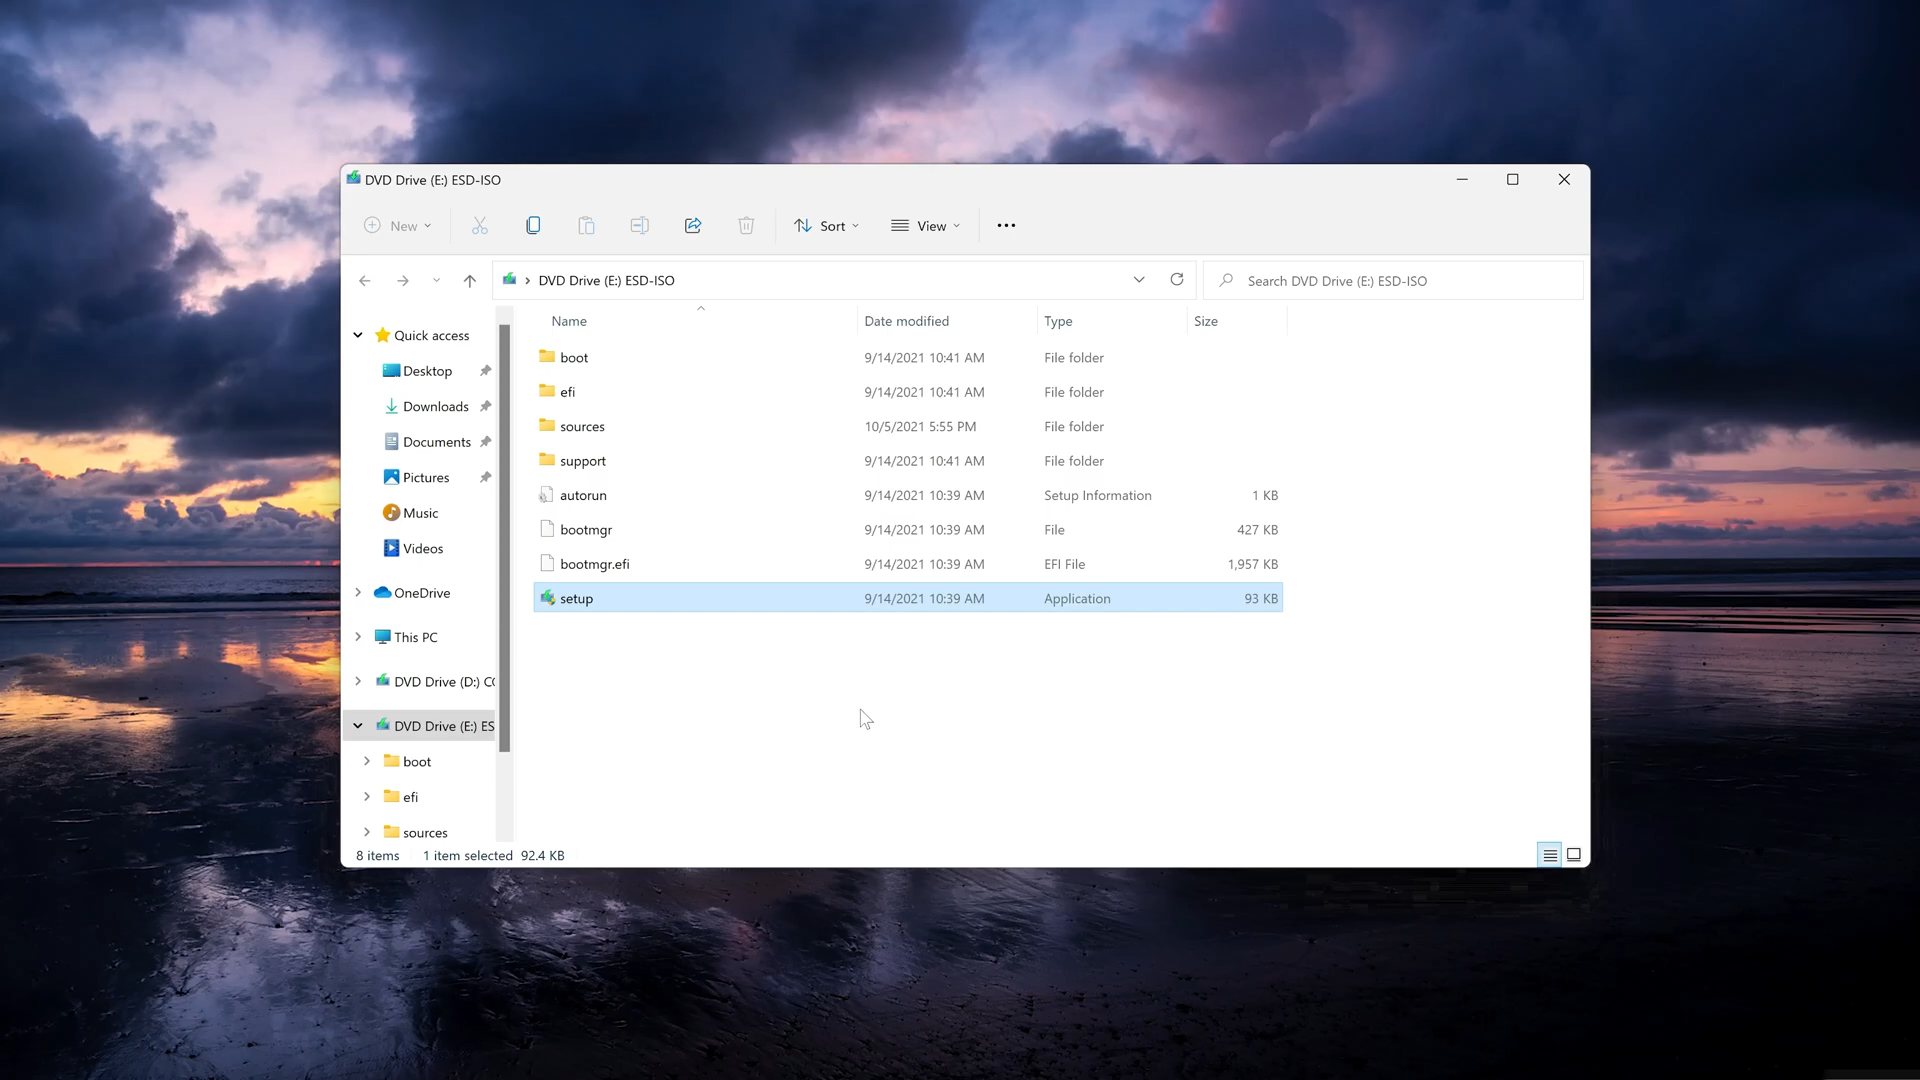 DVD Drive (E:) ESD-ISO
New
Sort
View
DVD Drive (E:) ESD-ISO
Search DVD Drive (E:) ESD-ISO
Name Date modified Type Size
Quick access
Desktop
Downloads
Documents
Pictures
Music
Videos
OneDrive
This PC
DVD Drive (D:) CC
DVD Drive (E:) ES
boot
efi
sources
boot 9/14/2021 10:41 AM File folder
efi 9/14/2021 10:41 AM File folder
sources 10/5/2021 5:55 PM File folder
support 9/14/2021 10:41 AM File folder
autorun 9/14/2021 10:39 AM Setup Information 1 KB
bootmgr 9/14/2021 10:39 AM File 427 KB
bootmgr.efi 9/14/2021 10:39 AM EFI File 1,957 KB
setup 9/14/2021 10:39 AM Application 93 KB
8 items 1 item selected 92.4 KB